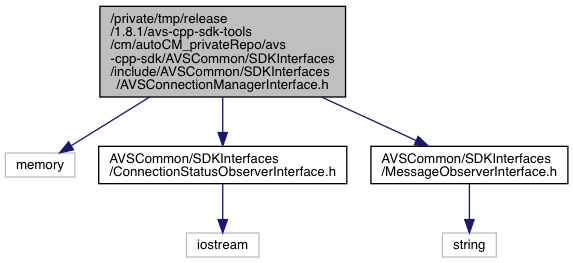 /private/tmp/release
/1.8.1/avs-cpp-sdk-tools
/cm/autoCM_privateRepo/avs
-cpp-sdk/AVSCommon/SDKInterfaces
/include/AVSCommon/SDKInterfaces
/AVSConnectionManagerInterface.h
memory
AVSCommon/SDKInterfaces
/ConnectionStatusObserverInterface.h
AVSCommon/SDKInterfaces
/MessageObserverInterface.h
iostream
string